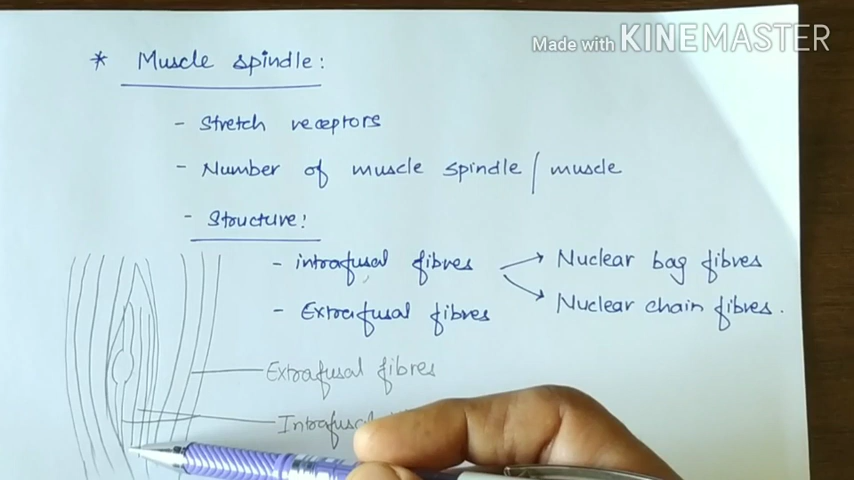 Made with KINEMASTER
* Muscle spindle:
- Stretch receptors
- Number of muscle spindle / muscle
- Structure:
- intrafusal fibres → Nuclear bag fibres
→ Nuclear chain fibres.
- Extrafusal fibres
Extrafusal fibres